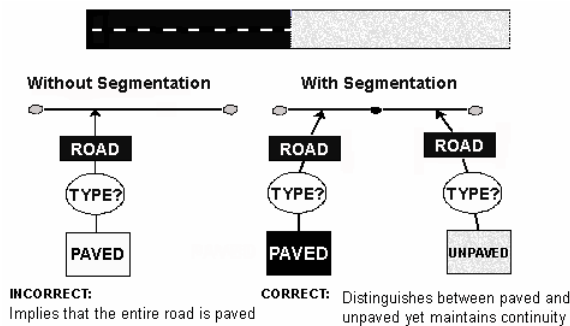 Without Segmentation
With Segmentation
ROAD
ROAD
ROAD
TYPE?
TYPE?
TYPE?
PAVED
PAVED
UNPAVED
INCORRECT:
Implies that the entire road is paved
CORRECT: Distinguishes between paved and
unpaved yet maintains continuity